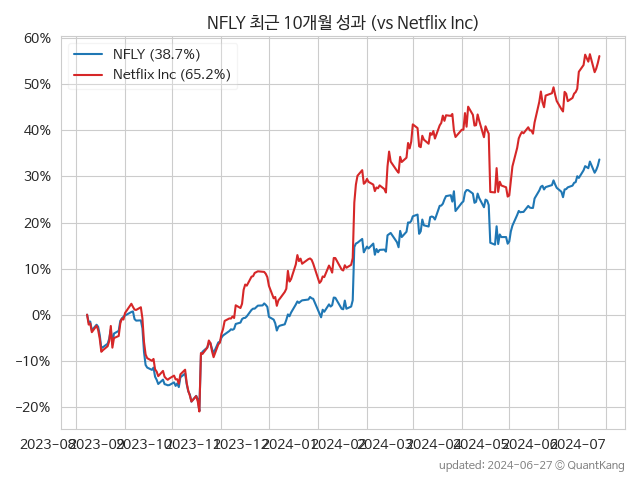 NFLY 최근 10개월 성과 (vs Netflix Inc)
60%
50%
40%
30%
20%
10%
0%
−10%
−20%
NFLY (38.7%)
Netflix Inc (65.2%)
2023-08 2023-09 2023-10 2023-11 2023-12 2024-01 2024-02 2024-03 2024-04 2024-05 2024-06 2024-07
updated: 2024-06-27 © QuantKang